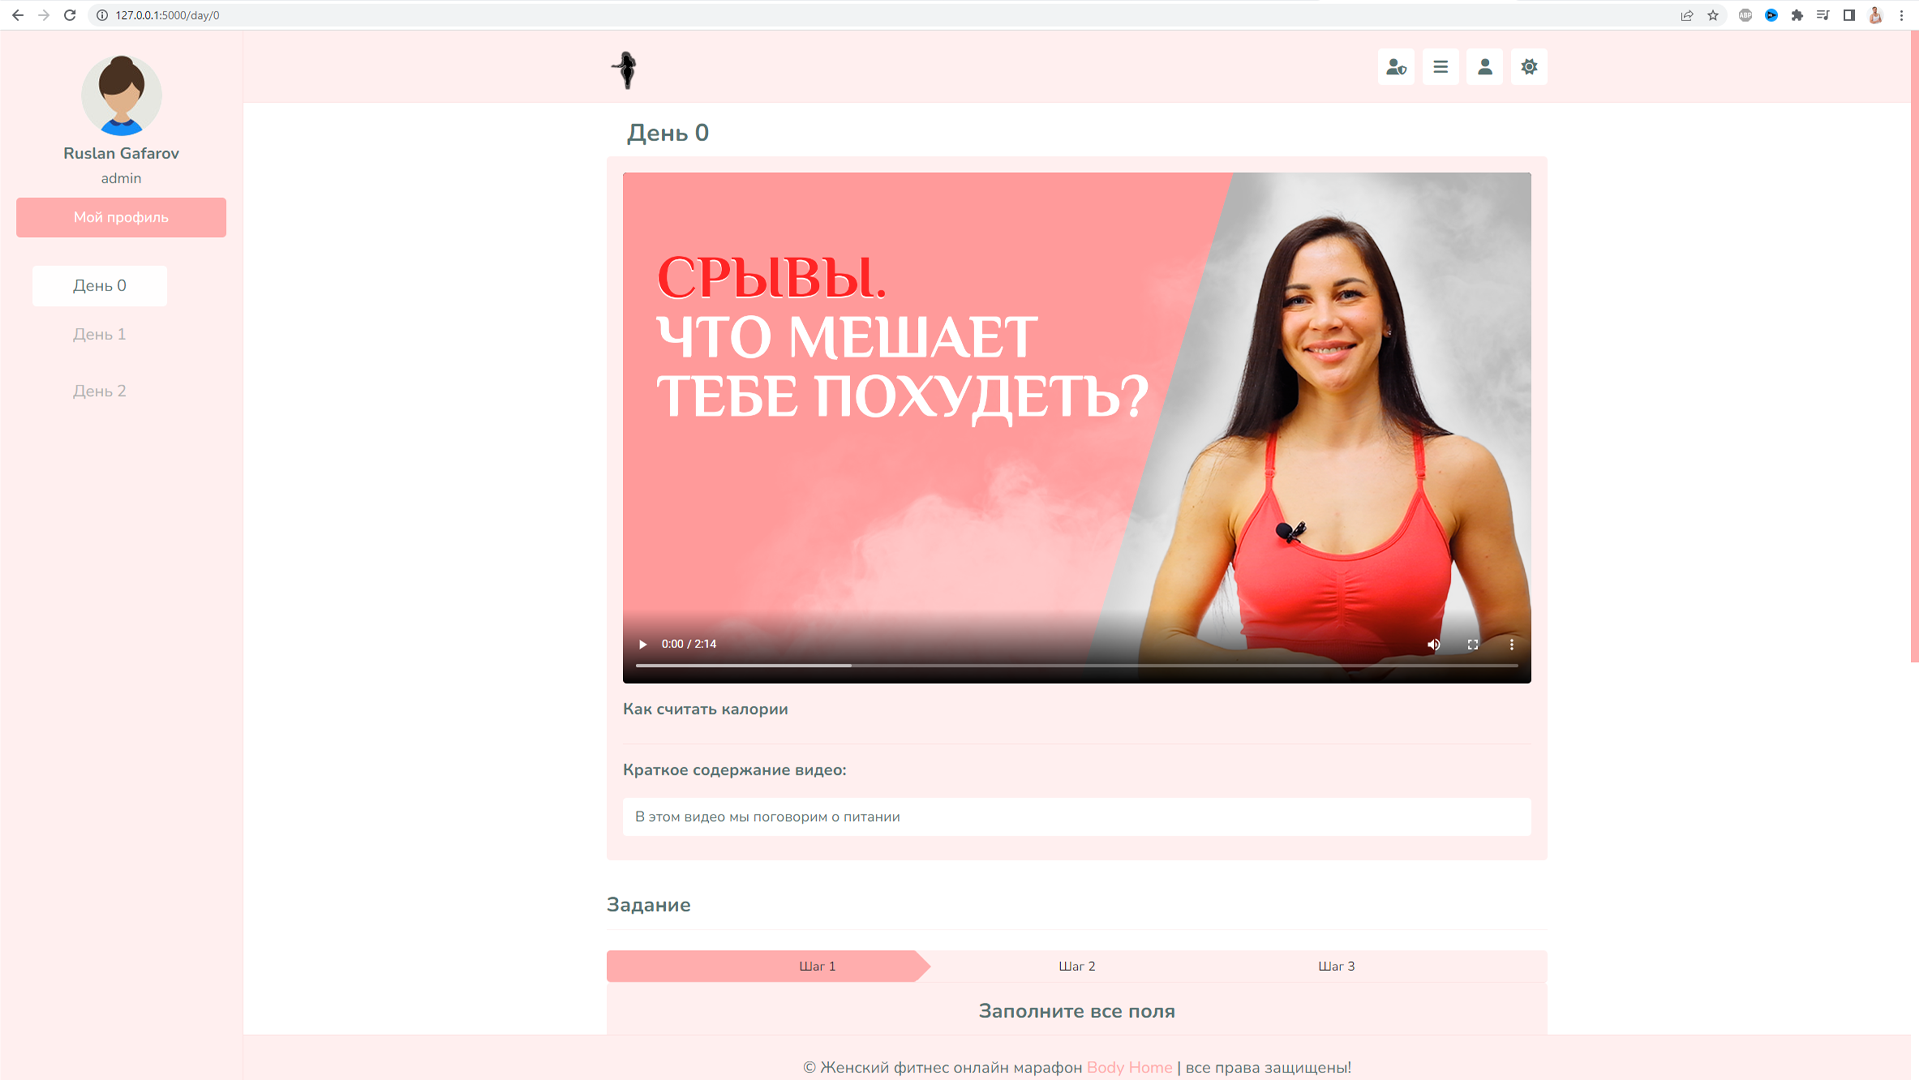 127.0.0.1:5000/day/0
ABP
Ruslan Gafarov
admin
Мой профиль
День 0
День 1
День 2
День 0
СРЫВЫ.
ЧТО МЕШАЕТ
ТЕБЕ ПОХУДЕТЬ?
0:00 / 2:14
Как считать калории
Краткое содержание видео:
В этом видео мы поговорим о питании
Задание
Шаг 1
Шаг 2
Шаг 3
Заполните все поля
© Женский фитнес онлайн марафон Body Home | все права защищены!